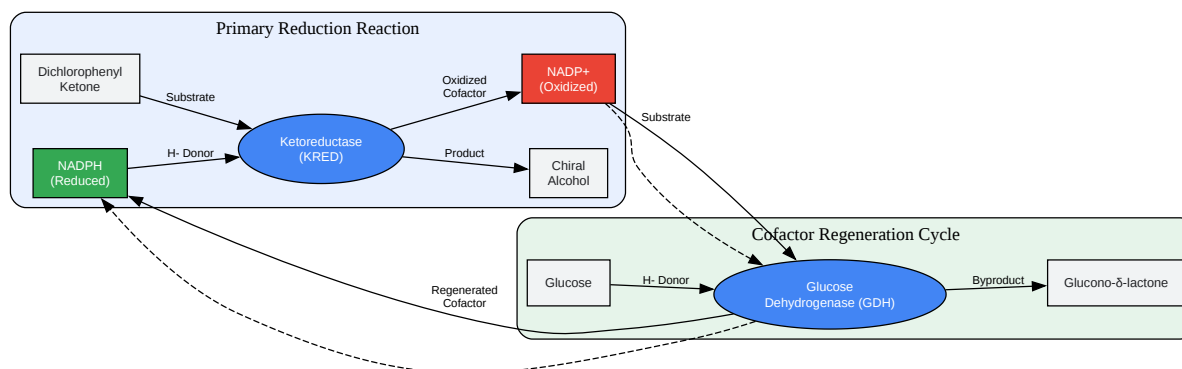 Primary Reduction Reaction
Dichlorophenyl
Ketone
Substrate
NADPH
(Reduced)
H- Donor
Ketoreductase
(KRED)
Oxidized
Cofactor
NADP+
(Oxidized)
Product
Chiral
Alcohol
Substrate
Cofactor Regeneration Cycle
Glucose
H- Donor
Glucose
Dehydrogenase (GDH)
Byproduct
Glucono-δ-lactone
Regenerated
Cofactor